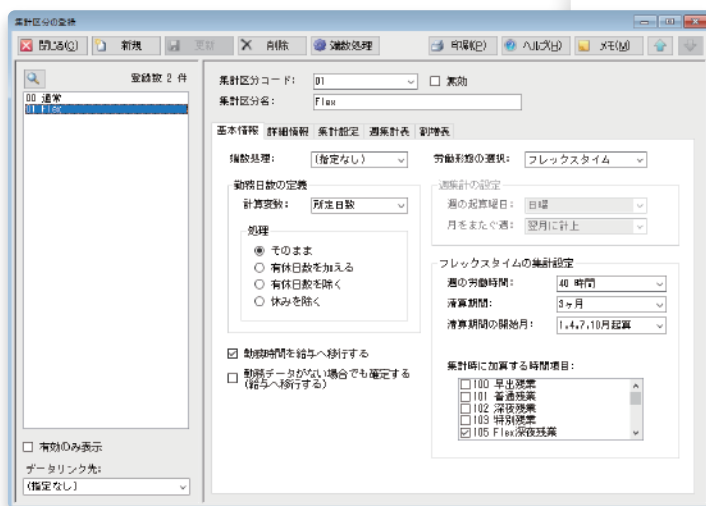 集計区分の登録
閉じる(Q) 新規 更新 削除 端数処理 印刷(P) ヘルプ(H) メモ(M)
登録数 2 件
00 通常
01 Flex
有効のみ表示
データリンク先:
(指定なし)
集計区分コード: 01 無効
集計区分名: Flex
基本情報 詳細情報 集計設定 週集計表 割増表
端数処理: (指定なし)
勤務日数の定義
計算変数: 所定日数
処理
そのまま
有休日数を加える
有休日数を除く
休みを除く
勤務時間を給与へ移行する
勤務データがない場合でも確定する
(給与へ移行する)
労働形態の選択: フレックスタイム
週集計の設定
週の起算曜日: 日曜
月をまたぐ週: 翌月に計上
フレックスタイムの集計設定
週の労働時間: 40 時間
清算期間: 3ヶ月
清算期間の開始月: 1,4,7,10月起算
集計時に加算する時間項目:
100 早出残業
101 普通残業
102 深夜残業
103 特別残業
105 Flex深夜残業